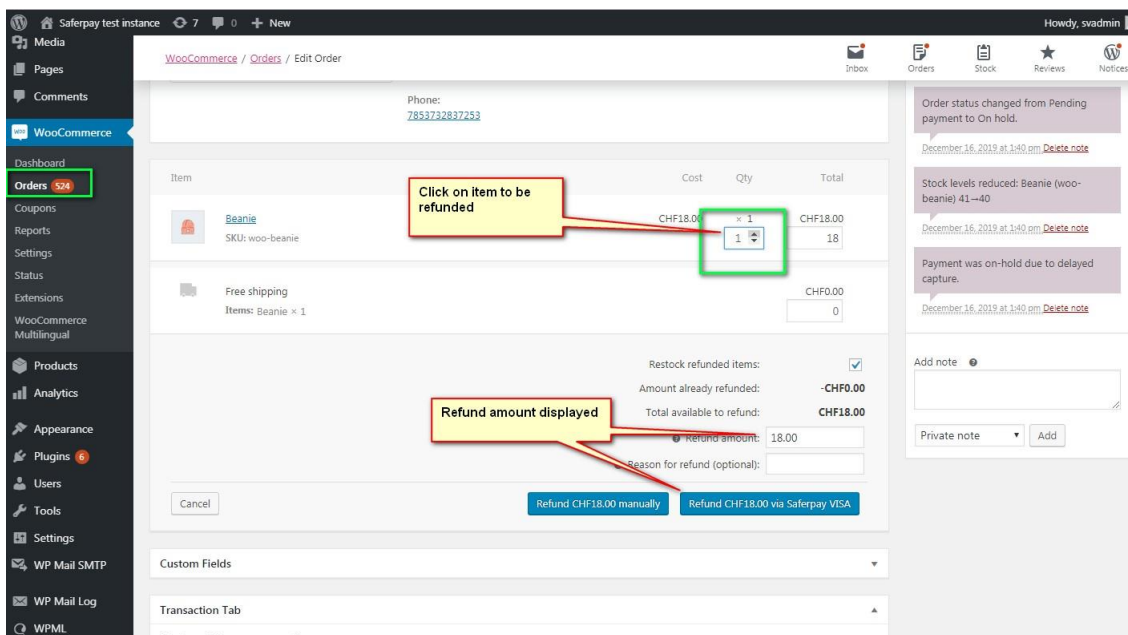 Saferpay test instance 7 0 + New
Howdy, svadmin
Media
Pages
Comments
WooCommerce
Dashboard
Orders 524
Coupons
Reports
Settings
Status
Extensions
WooCommerce
Multilingual
Products
Analytics
Appearance
Plugins 6
Users
Tools
Settings
WP Mail SMTP
WP Mail Log
WPML
WooCommerce / Orders / Edit Order
Inbox
Orders
Stock
Reviews
Notices
Phone:
7853732837253
Item Cost Qty Total
Click on item to be
refunded
Beanie CHF18.00 × 1 CHF18.00
SKU: woo-beanie 1 18
Free shipping CHF0.00
Items: Beanie × 1 0
Restock refunded items:
Amount already refunded: -CHF0.00
Total available to refund: CHF18.00
Refund amount displayed
Refund amount: 18.00
Reason for refund (optional):
Cancel
Refund CHF18.00 manually
Refund CHF18.00 via Saferpay VISA
Custom Fields
Transaction Tab
Order status changed from Pending
payment to On hold.
December 16, 2019 at 1:40 pm Delete note
Stock levels reduced: Beanie (woo-
beanie) 41→40
December 16, 2019 at 1:40 pm Delete note
Payment was on-hold due to delayed
capture.
December 16, 2019 at 1:40 pm Delete note
Add note
Private note
Add